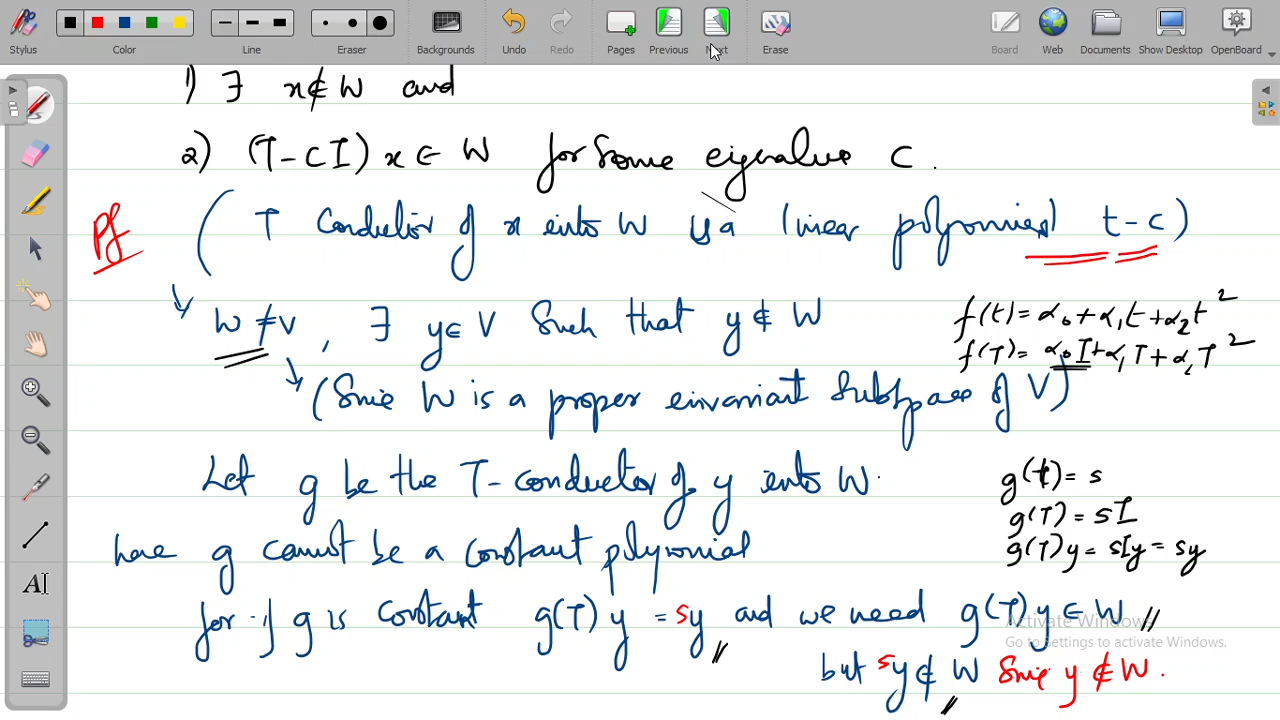 Stylus
Color
Line
Eraser
Backgrounds
Undo
Redo
Pages
Previous
Next
Erase
Board
Web
Documents
Show Desktop
OpenBoard
1) ∃ x∉W and
2) (T-CI) x ∈ W for some eigenvalue c.
Pf ( T Conductor of x into W is a linear polynomial t-c )
W ≠ V, ∃ y∈V Such that y ∉ W
f(t) = α₀ + α₁t + α₂t²
f(T) = α₀I + α₁T + α₂T²
(Since W is a proper invariant Subspace of V)
Let g be the T-conductor of y into W.
g(t) = s
g(T) = sI
g(T)y = sIy = sy
here g cannot be a constant polynomial
for if g is constant g(T) y = sy and we need g(T)y ∈ W
Activate Windows
Go to Settings to activate Windows.
but sy ∉ W Since y ∉ W.
AI